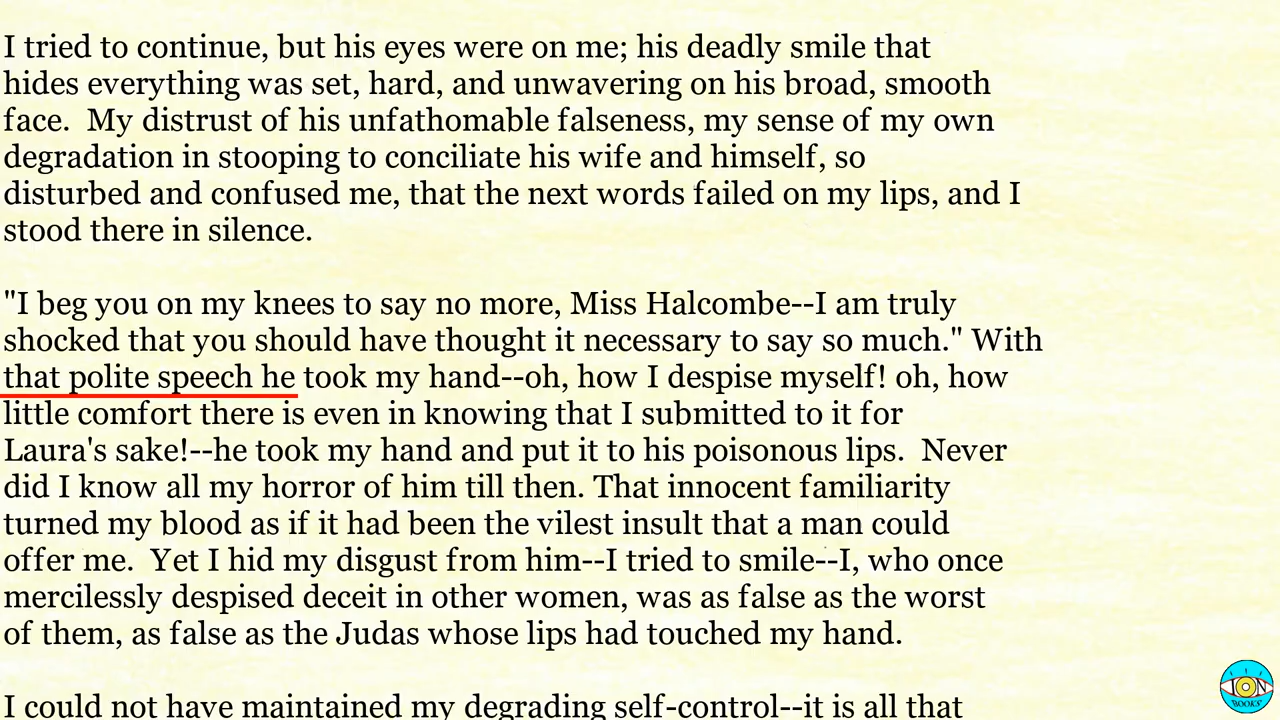 I tried to continue, but his eyes were on me; his deadly smile that
hides everything was set, hard, and unwavering on his broad, smooth
face.  My distrust of his unfathomable falseness, my sense of my own
degradation in stooping to conciliate his wife and himself, so
disturbed and confused me, that the next words failed on my lips, and I
stood there in silence.

"I beg you on my knees to say no more, Miss Halcombe--I am truly
shocked that you should have thought it necessary to say so much." With
that polite speech he took my hand--oh, how I despise myself! oh, how
little comfort there is even in knowing that I submitted to it for
Laura's sake!--he took my hand and put it to his poisonous lips.  Never
did I know all my horror of him till then. That innocent familiarity
turned my blood as if it had been the vilest insult that a man could
offer me.  Yet I hid my disgust from him--I tried to smile--I, who once
mercilessly despised deceit in other women, was as false as the worst
of them, as false as the Judas whose lips had touched my hand.

I could not have maintained my degrading self-control--it is all that
ION
BOOKS